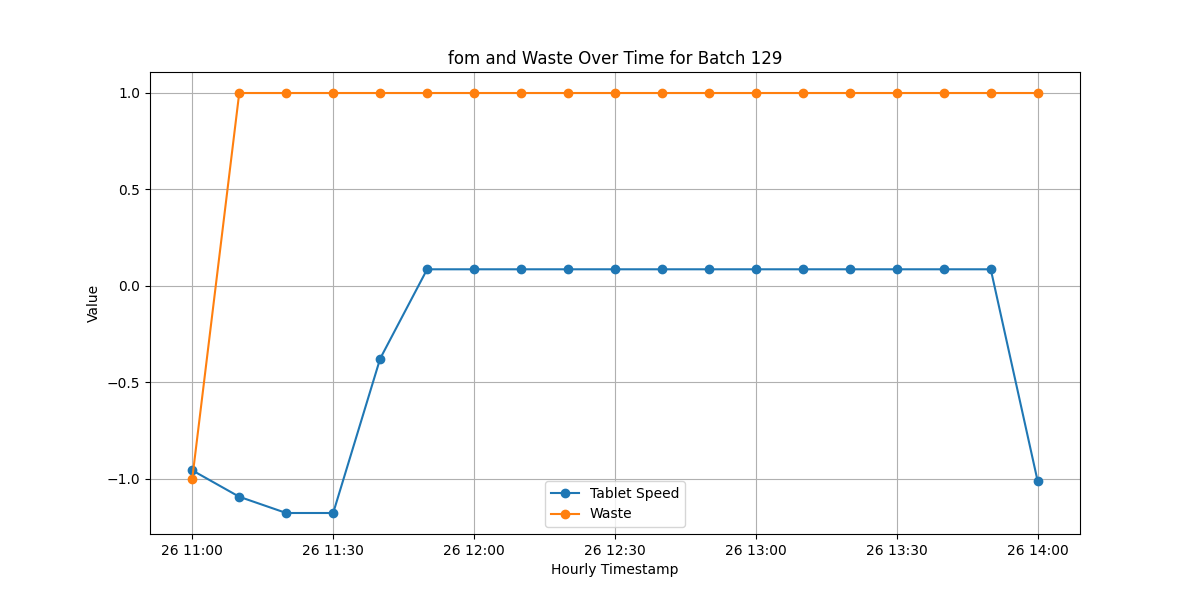 fom and Waste Over Time for Batch 129
1.0
0.5
0.0
−0.5
−1.0
Value
Tablet Speed
Waste
26 11:00 26 11:30 26 12:00 26 12:30 26 13:00 26 13:30 26 14:00
Hourly Timestamp